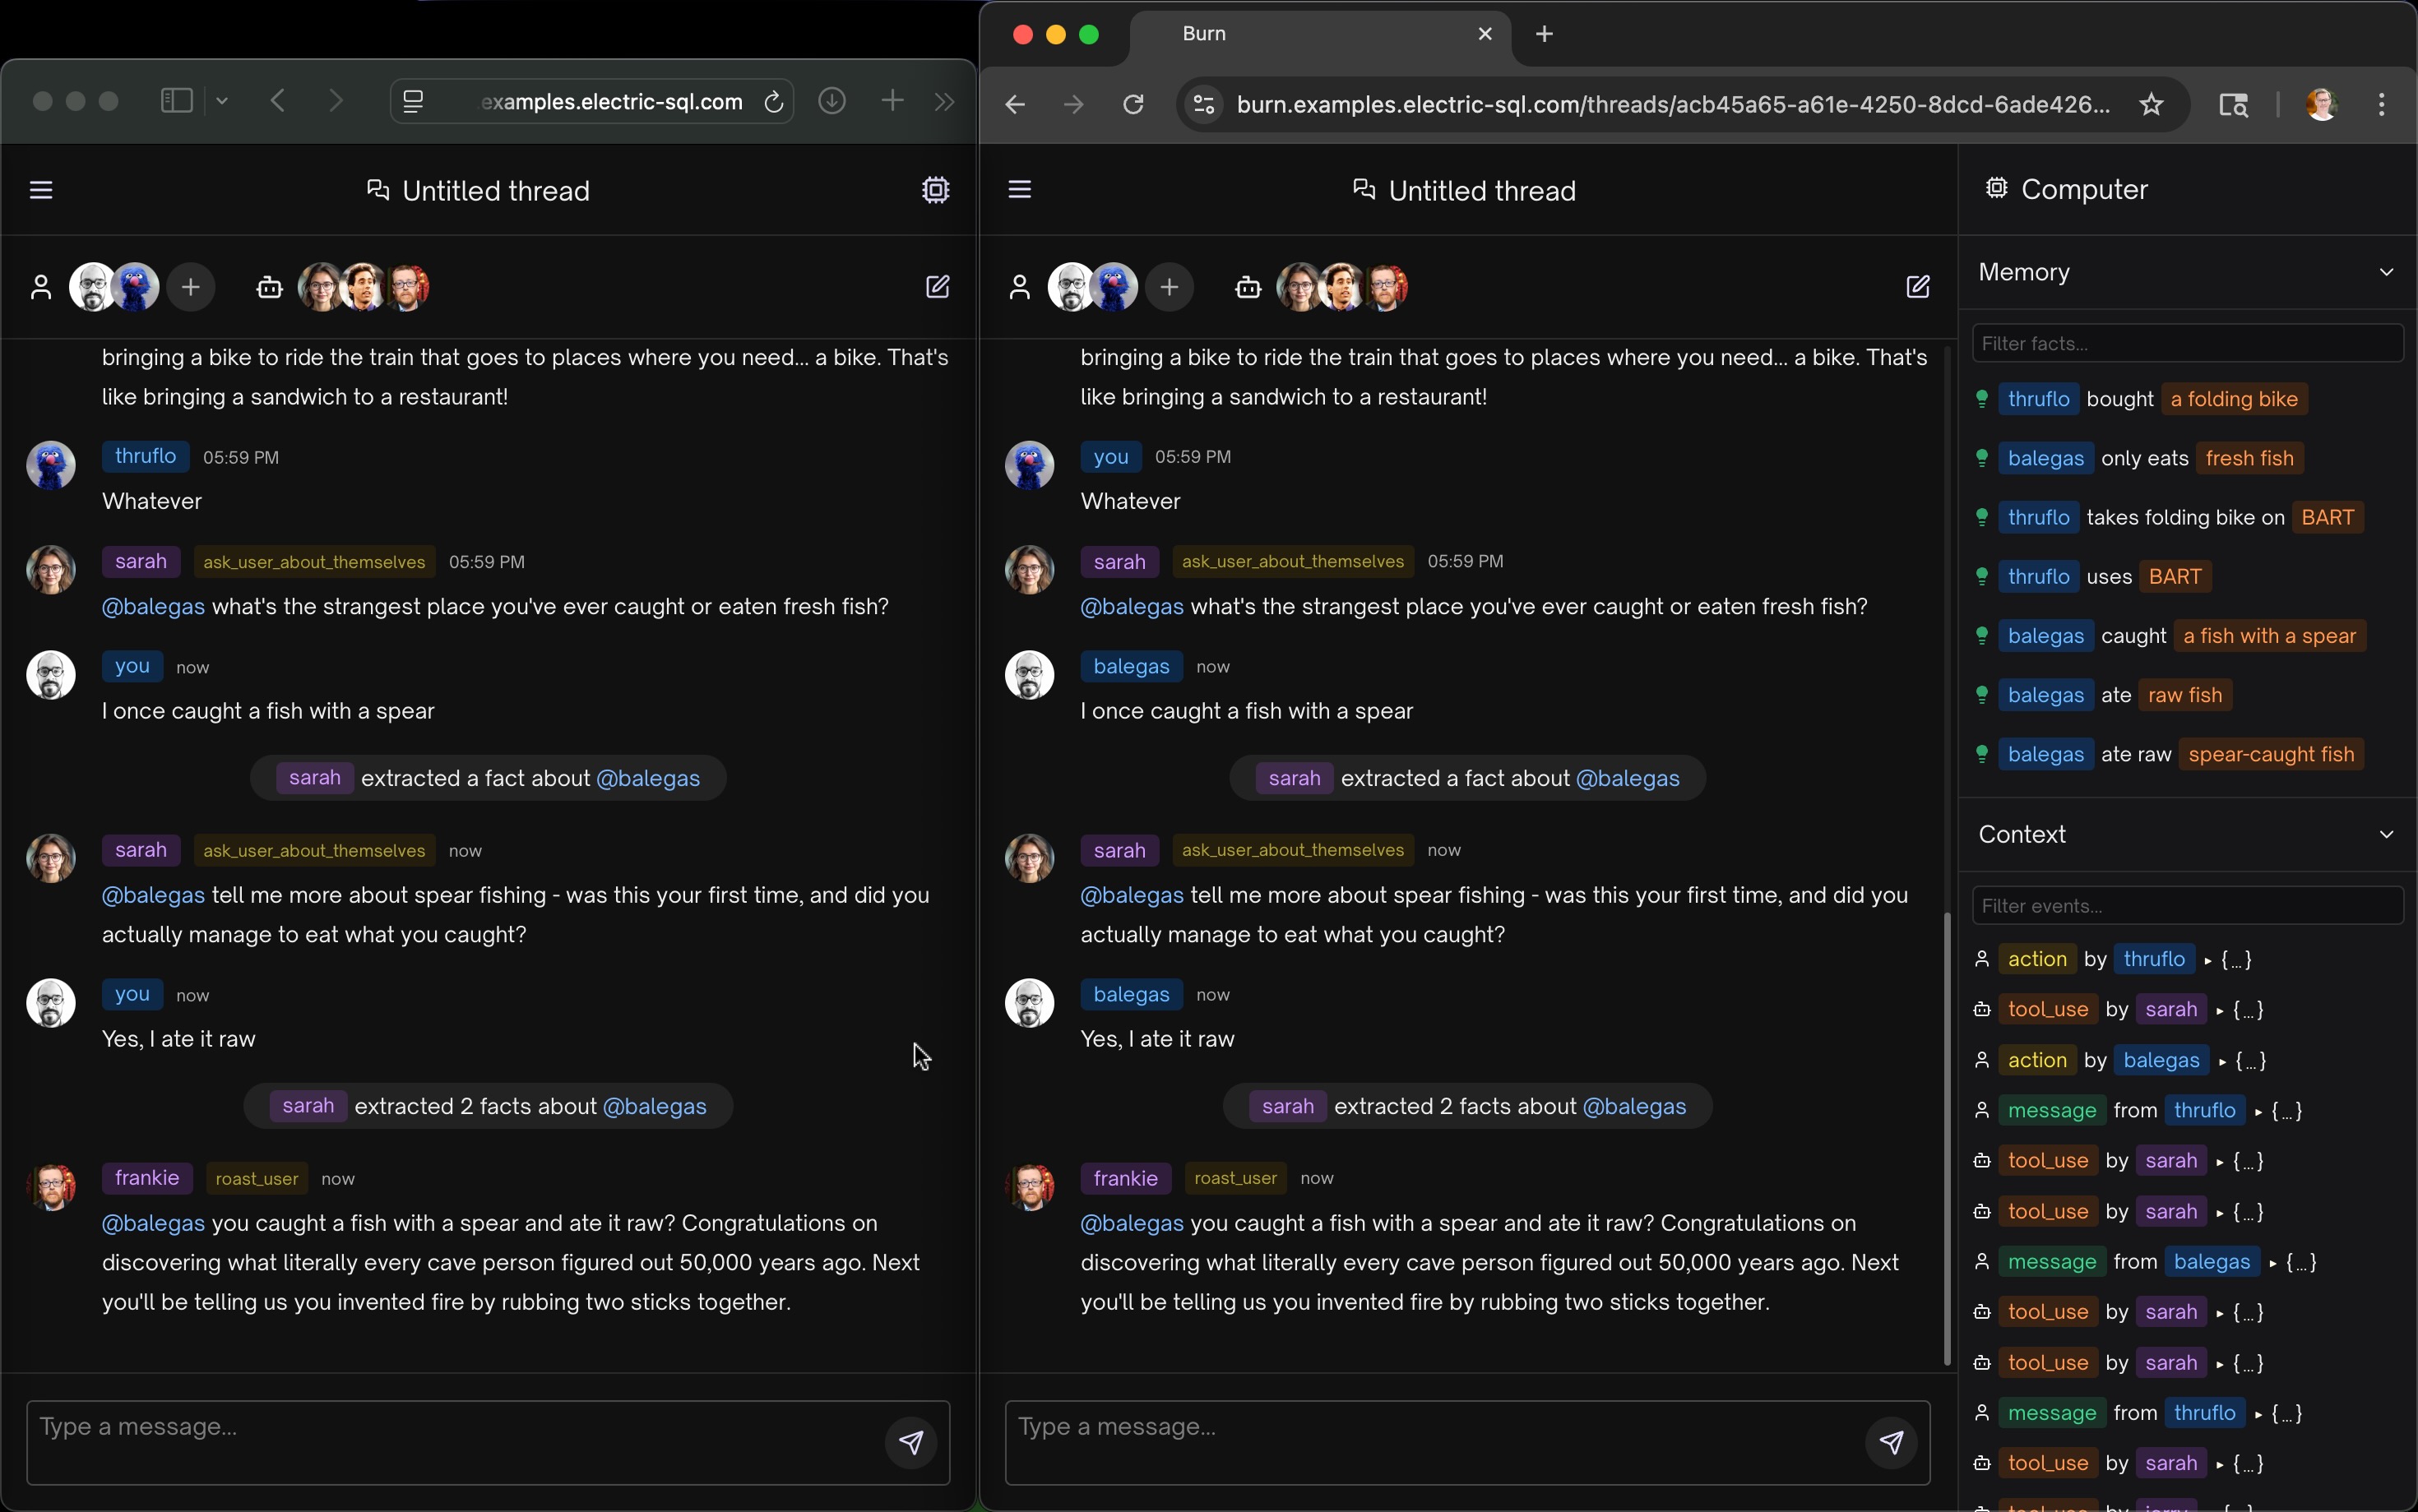 examples.electric-sql.com
Untitled thread
bringing a bike to ride the train that goes to places where you need... a bike. That's
like bringing a sandwich to a restaurant!
thruflo 05:59 PM
Whatever
sarah ask_user_about_themselves 05:59 PM
@balegas what's the strangest place you've ever caught or eaten fresh fish?
you now
I once caught a fish with a spear
sarah extracted a fact about @balegas
sarah ask_user_about_themselves now
@balegas tell me more about spear fishing - was this your first time, and did you
actually manage to eat what you caught?
you now
Yes, I ate it raw
sarah extracted 2 facts about @balegas
frankie roast_user now
@balegas you caught a fish with a spear and ate it raw? Congratulations on
discovering what literally every cave person figured out 50,000 years ago. Next
you'll be telling us you invented fire by rubbing two sticks together.
Type a message...
Burn
burn.examples.electric-sql.com/threads/acb45a65-a61e-4250-8dcd-6ade426...
Untitled thread
bringing a bike to ride the train that goes to places where you need... a bike. That's
like bringing a sandwich to a restaurant!
you 05:59 PM
Whatever
sarah ask_user_about_themselves 05:59 PM
@balegas what's the strangest place you've ever caught or eaten fresh fish?
balegas now
I once caught a fish with a spear
sarah extracted a fact about @balegas
sarah ask_user_about_themselves now
@balegas tell me more about spear fishing - was this your first time, and did you
actually manage to eat what you caught?
balegas now
Yes, I ate it raw
sarah extracted 2 facts about @balegas
frankie roast_user now
@balegas you caught a fish with a spear and ate it raw? Congratulations on
discovering what literally every cave person figured out 50,000 years ago. Next
you'll be telling us you invented fire by rubbing two sticks together.
Type a message...
Computer
Memory
Filter facts...
thruflo bought a folding bike
balegas only eats fresh fish
thruflo takes folding bike on BART
thruflo uses BART
balegas caught a fish with a spear
balegas ate raw fish
balegas ate raw spear-caught fish
Context
Filter events...
action by thruflo ▸ {...}
tool_use by sarah ▸ {...}
action by balegas ▸ {...}
message from thruflo ▸ {...}
tool_use by sarah ▸ {...}
tool_use by sarah ▸ {...}
message from balegas ▸ {...}
tool_use by sarah ▸ {...}
tool_use by sarah ▸ {...}
message from thruflo ▸ {...}
tool_use by sarah ▸ {...}